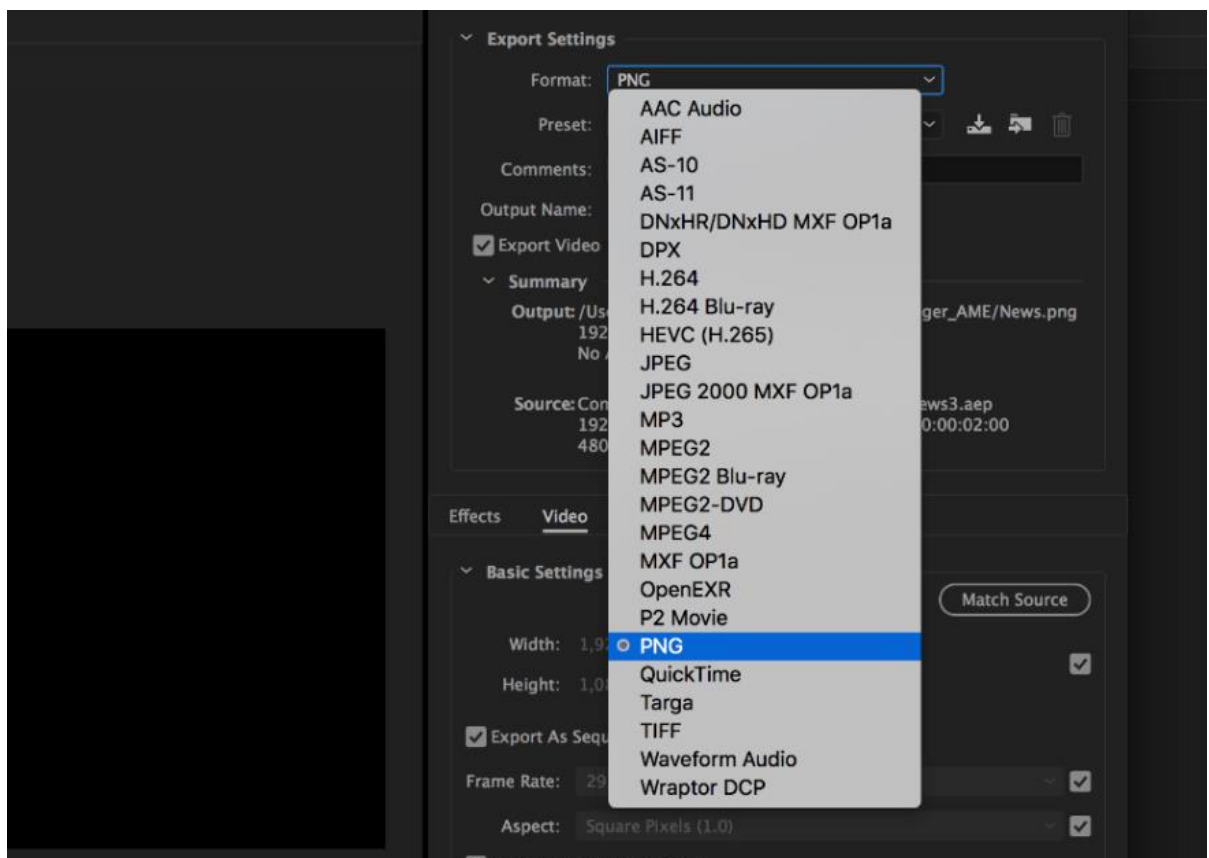 Export Settings
Format: PNG
Preset:
Comments:
Output Name:
Export Video
Summary
Output: /Use ger_AME/News.png
192
No
Source: Con ews3.aep
192 0:00:02:00
480
AAC Audio
AIFF
AS-10
AS-11
DNxHR/DNxHD MXF OP1a
DPX
H.264
H.264 Blu-ray
HEVC (H.265)
JPEG
JPEG 2000 MXF OP1a
MP3
MPEG2
MPEG2 Blu-ray
MPEG2-DVD
MPEG4
MXF OP1a
OpenEXR
P2 Movie
PNG
QuickTime
Targa
TIFF
Waveform Audio
Wraptor DCP
Effects Video
Basic Settings
Match Source
Width: 1,92
Height: 1,08
Export As Sequ
Frame Rate: 29
Aspect: Square Pixels (1.0)